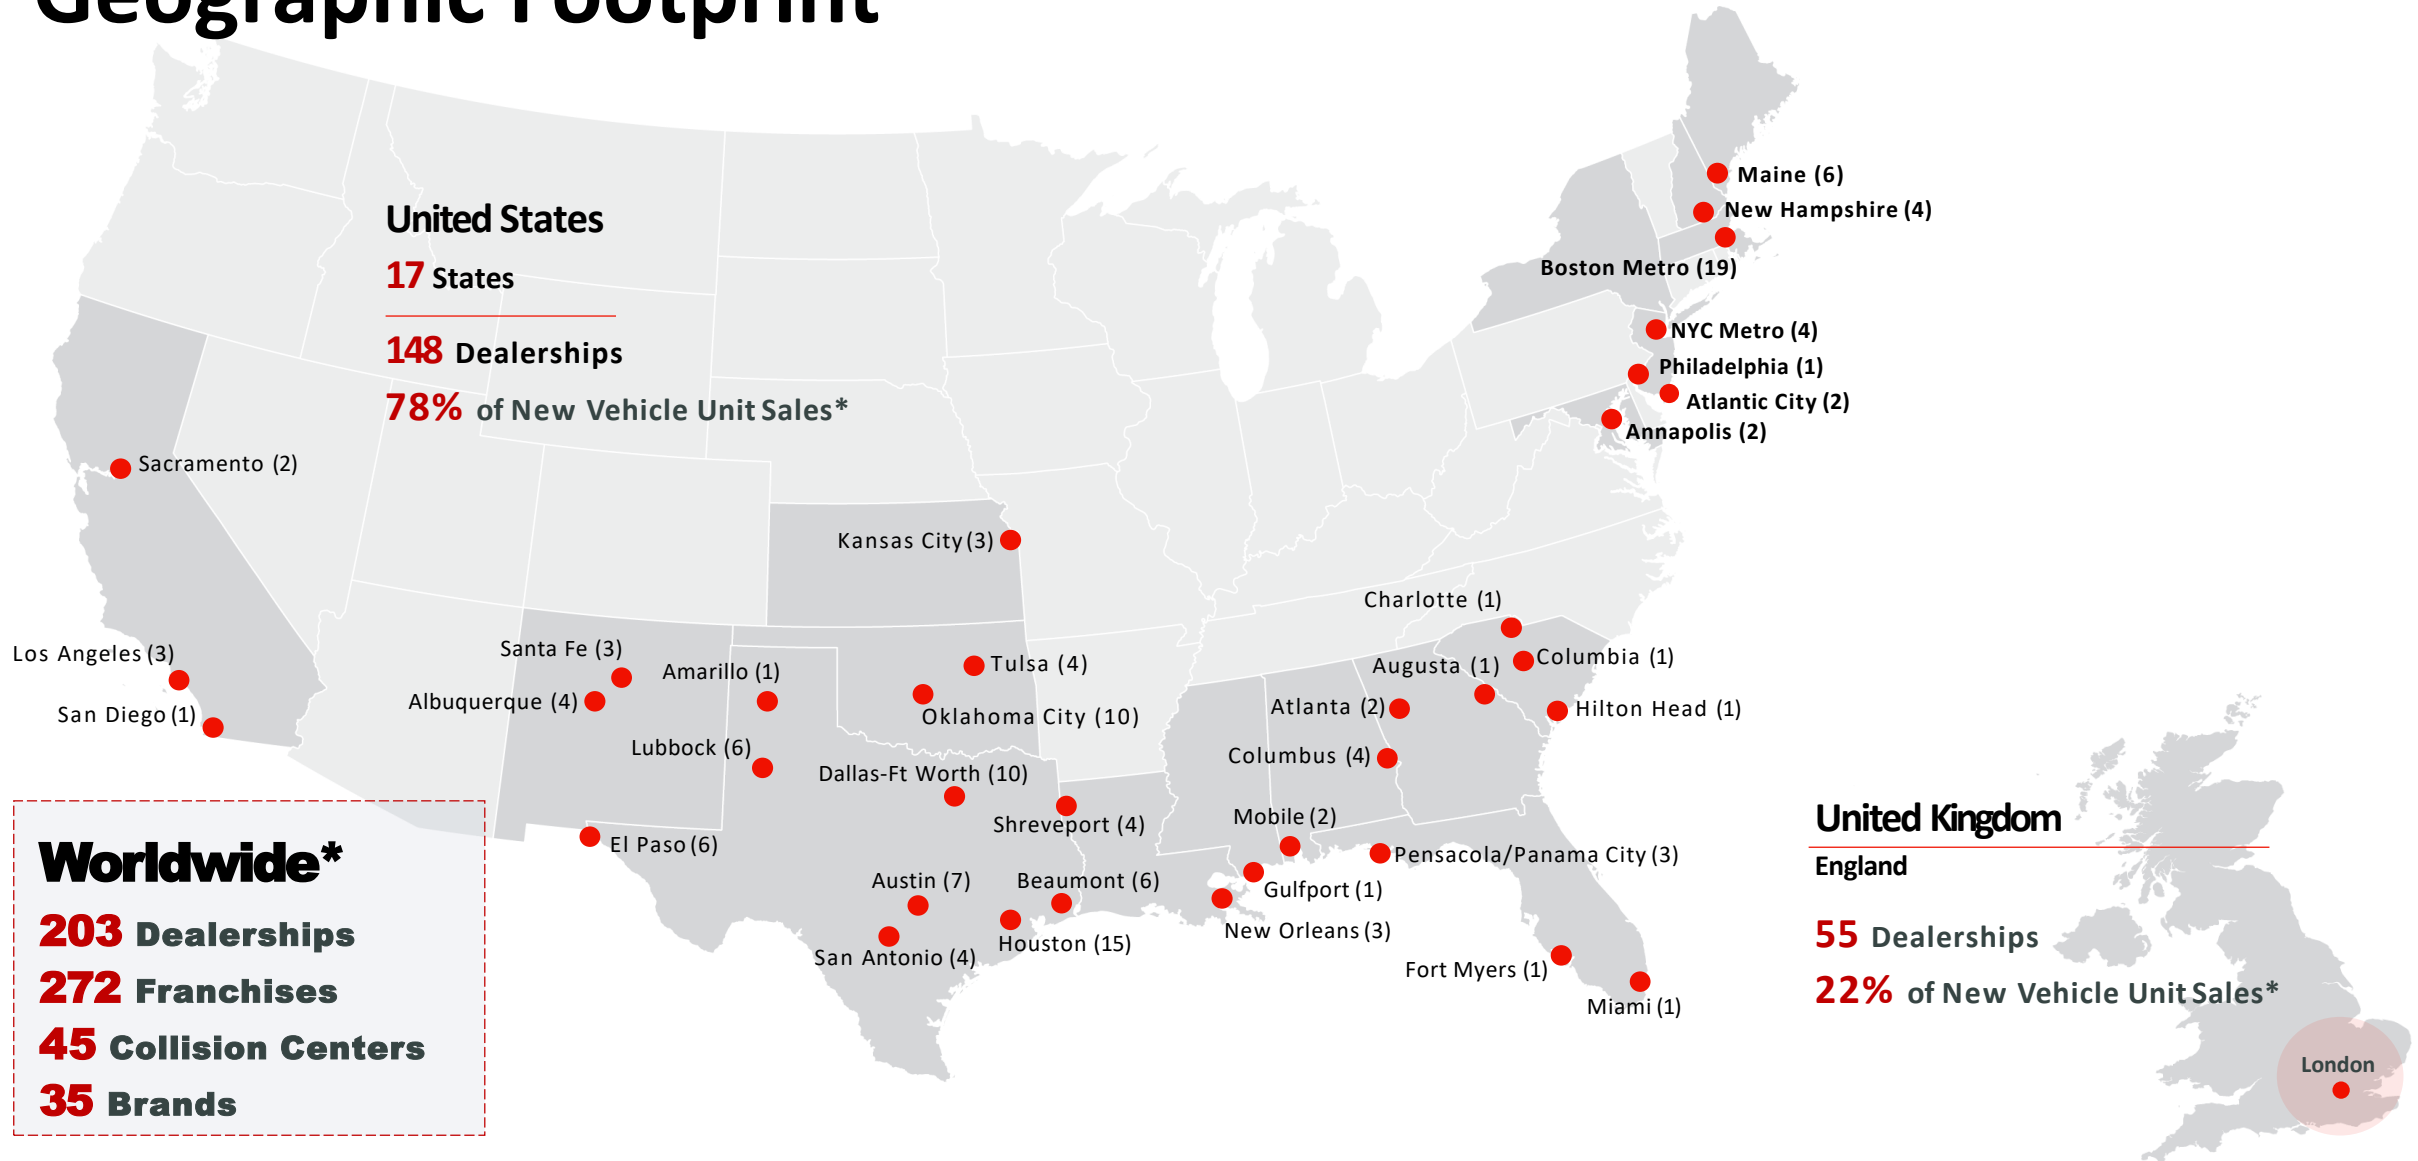 Geographic Footprint
United States
17 States
148 Dealerships
78% of New Vehicle Unit Sales*
Maine (6)
New Hampshire (4)
Boston Metro (19)
NYC Metro (4)
Philadelphia (1)
Atlantic City (2)
Annapolis (2)
Sacramento (2)
Kansas City (3)
Charlotte (1)
Los Angeles (3)
Santa Fe (3)
Amarillo (1)
Tulsa (4)
Augusta (1)
Columbia (1)
Albuquerque (4)
San Diego (1)
Oklahoma City (10)
Atlanta (2)
Hilton Head (1)
Lubbock (6)
Dallas-Ft Worth (10)
Columbus (4)
Shreveport (4)
Mobile (2)
El Paso (6)
Pensacola/Panama City (3)
Austin (7)
Beaumont (6)
Gulfport (1)
New Orleans (3)
San Antonio (4)
Houston (15)
Fort Myers (1)
Miami (1)
Worldwide*
203 Dealerships
272 Franchises
45 Collision Centers
35 Brands
United Kingdom
England
55 Dealerships
22% of New Vehicle Unit Sales*
London